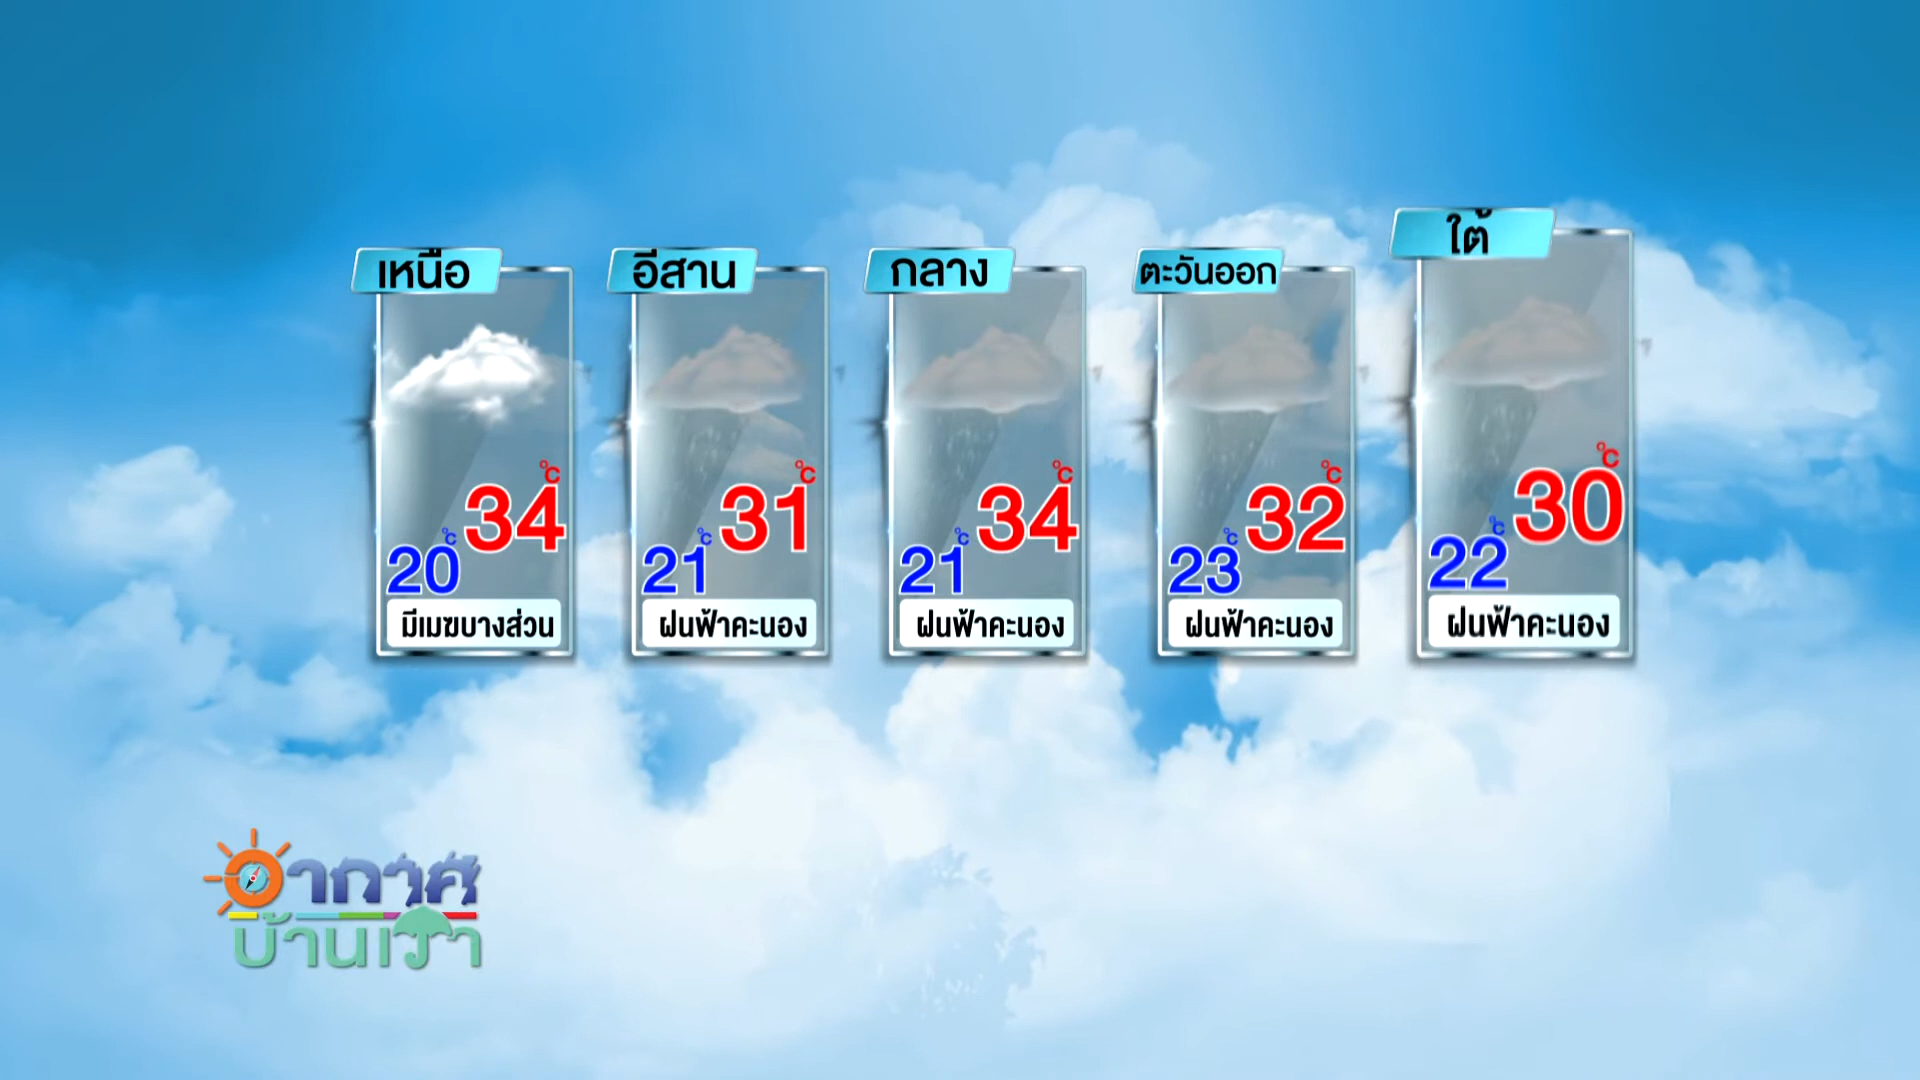 เหนือ
34°c
20°c
มีเมฆบางส่วน
อีสาน
31°c
21°c
ฝนฟ้าคะนอง
กลาง
34°c
21°c
ฝนฟ้าคะนอง
ตะวันออก
32°c
23°c
ฝนฟ้าคะนอง
ใต้
30°c
22°c
ฝนฟ้าคะนอง
อากาศ
บ้านเรา